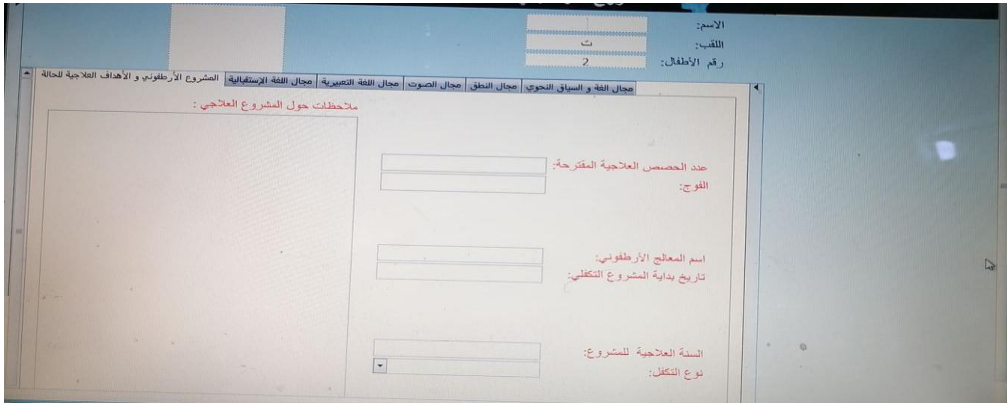 الاسم:
اللقب: ت
رقم الأطفال: 2
مجال الغة و السياق النحوي مجال النطق مجال الصوت مجال اللغة التعبيرية مجال اللغة الإستقبالية المشروع الأرطفوني و الأهداف العلاجية للحالة
ملاحظات حول المشروع العلاجي :
عدد الحصص العلاجية المقترحة:
الفوج:
اسم المعالج الأرطفوني:
تاريخ بداية المشروع التكفلي:
السنة العلاجية للمشروع:
نوع التكفل: